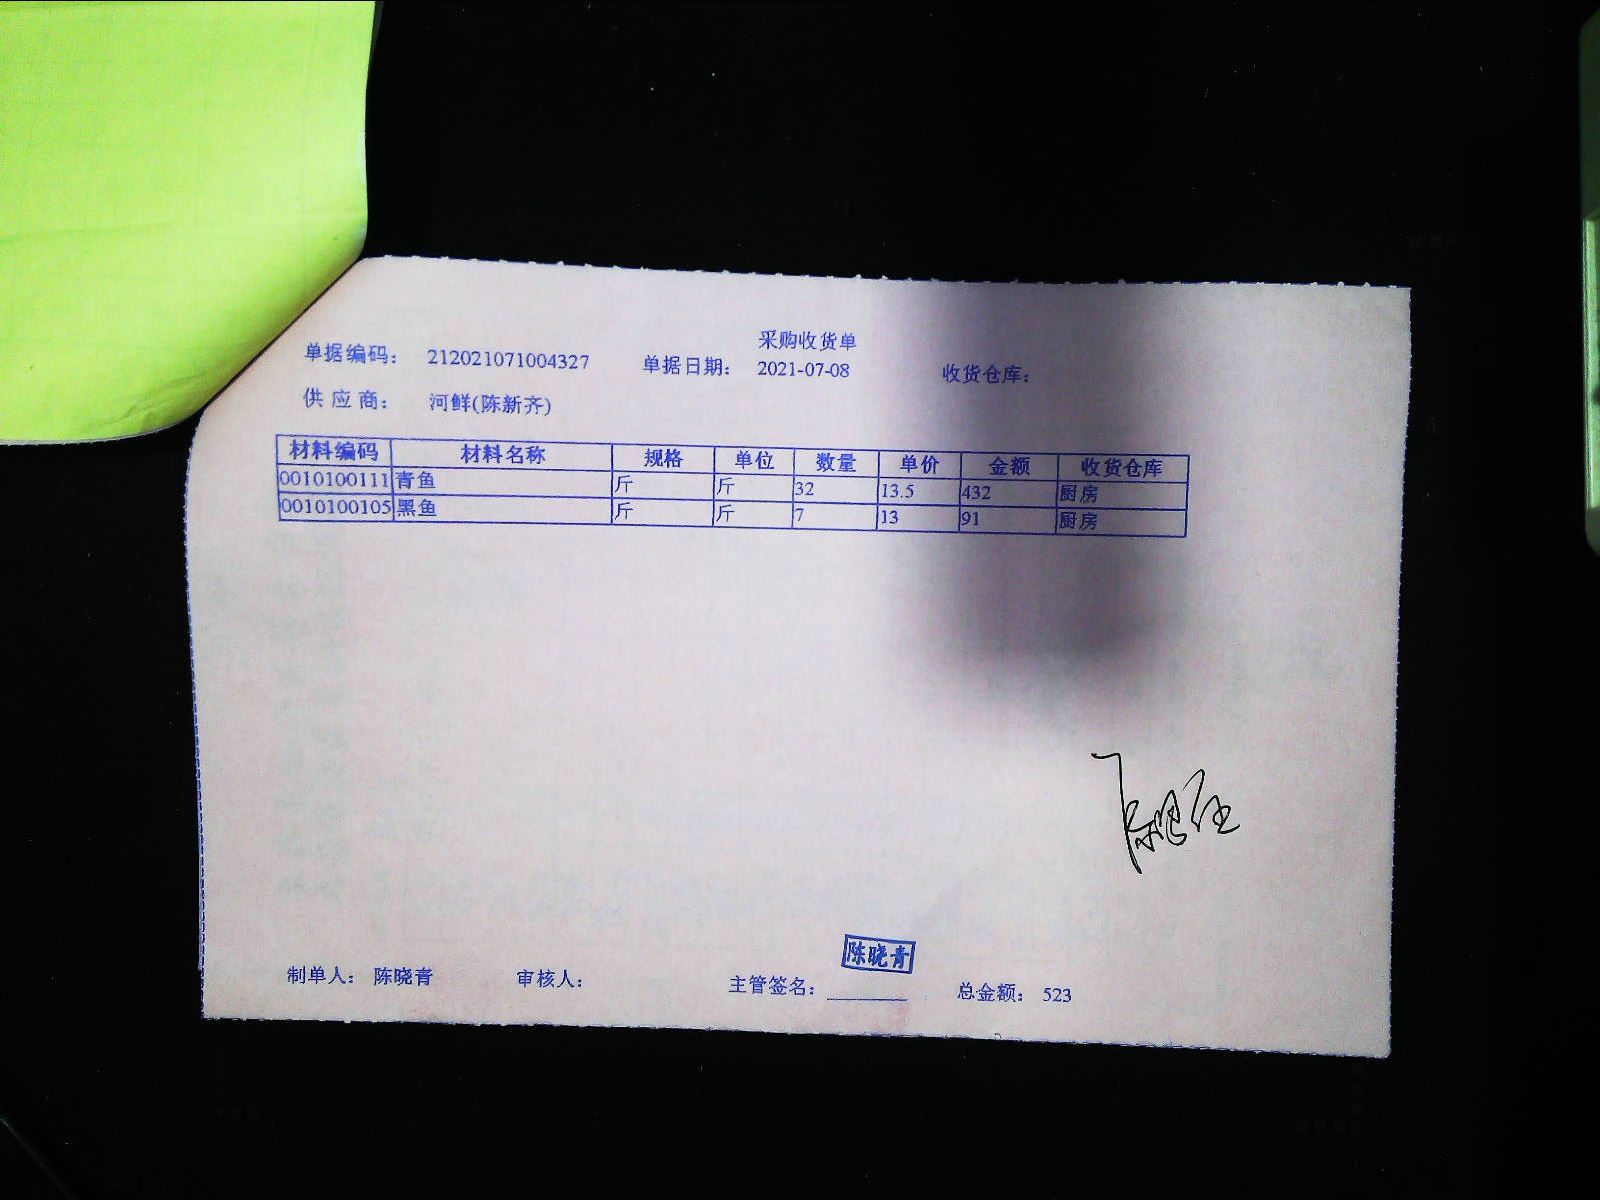 采购收货单
单据编码： 212021071004327 单据日期： 2021-07-08 收货仓库：
供 应 商： 河鲜(陈新齐)
材料编码 材料名称 规格 单位 数量 单价 金额 收货仓库
0010100111 青鱼 斤 斤 32 13.5 432 厨房
0010100105 黑鱼 斤 斤 7 13 91 厨房
陈晓青
制单人： 陈晓青 审核人： 主管签名：________ 总金额： 523